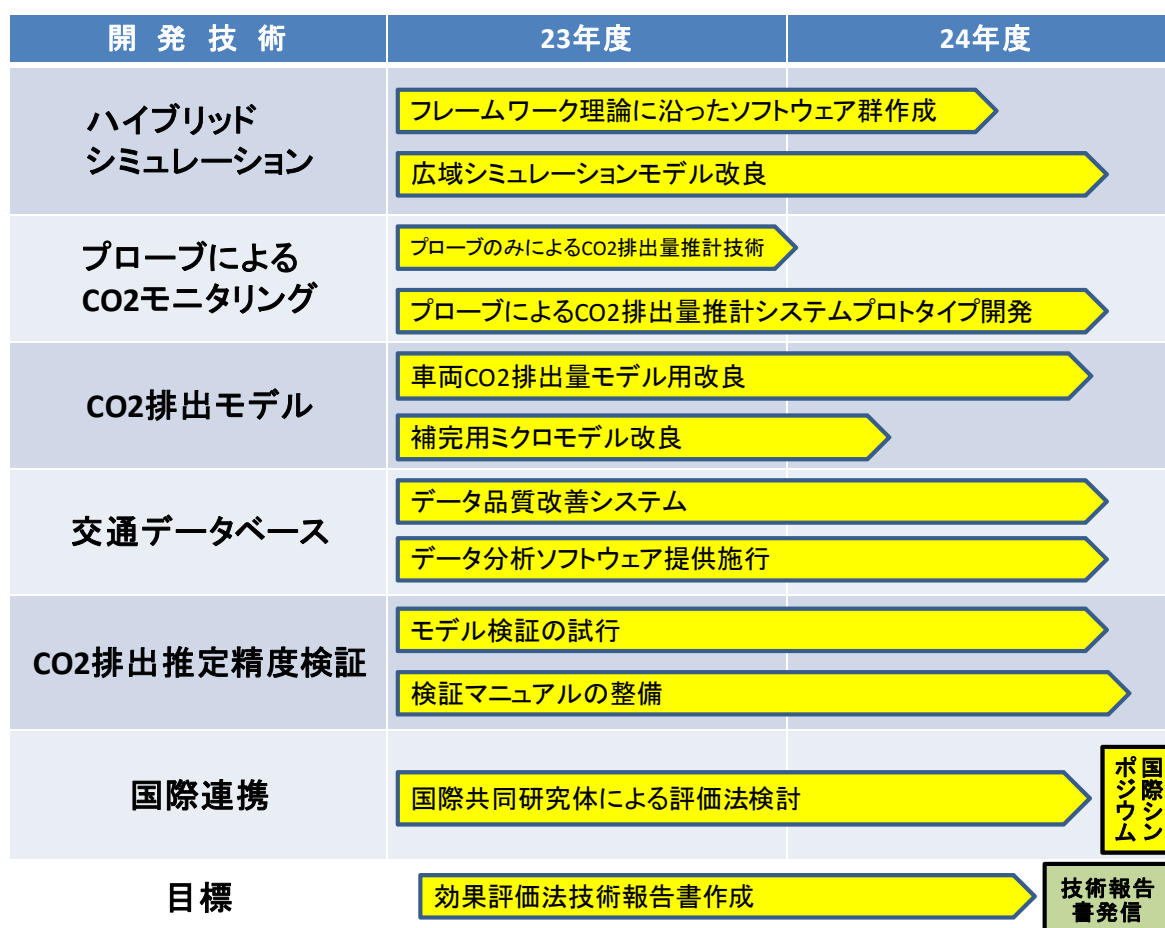 開発技術
23年度
24年度
ハイブリッド
シミュレーション
フレームワーク理論に沿ったソフトウェア群作成
広域シミュレーションモデル改良
プローブによる
CO2モニタリング
プローブのみによるCO2排出量推計技術
プローブによるCO2排出量推計システムプロトタイプ開発
CO2排出モデル
車両CO2排出量モデル用改良
補完用ミクロモデル改良
交通データベース
データ品質改善システム
データ分析ソフトウェア提供施行
CO2排出推定精度検証
モデル検証の試行
検証マニュアルの整備
国際連携
国際共同研究体による評価法検討
国際シン
ポジウム
目標
効果評価法技術報告書作成
技術報告
書発信